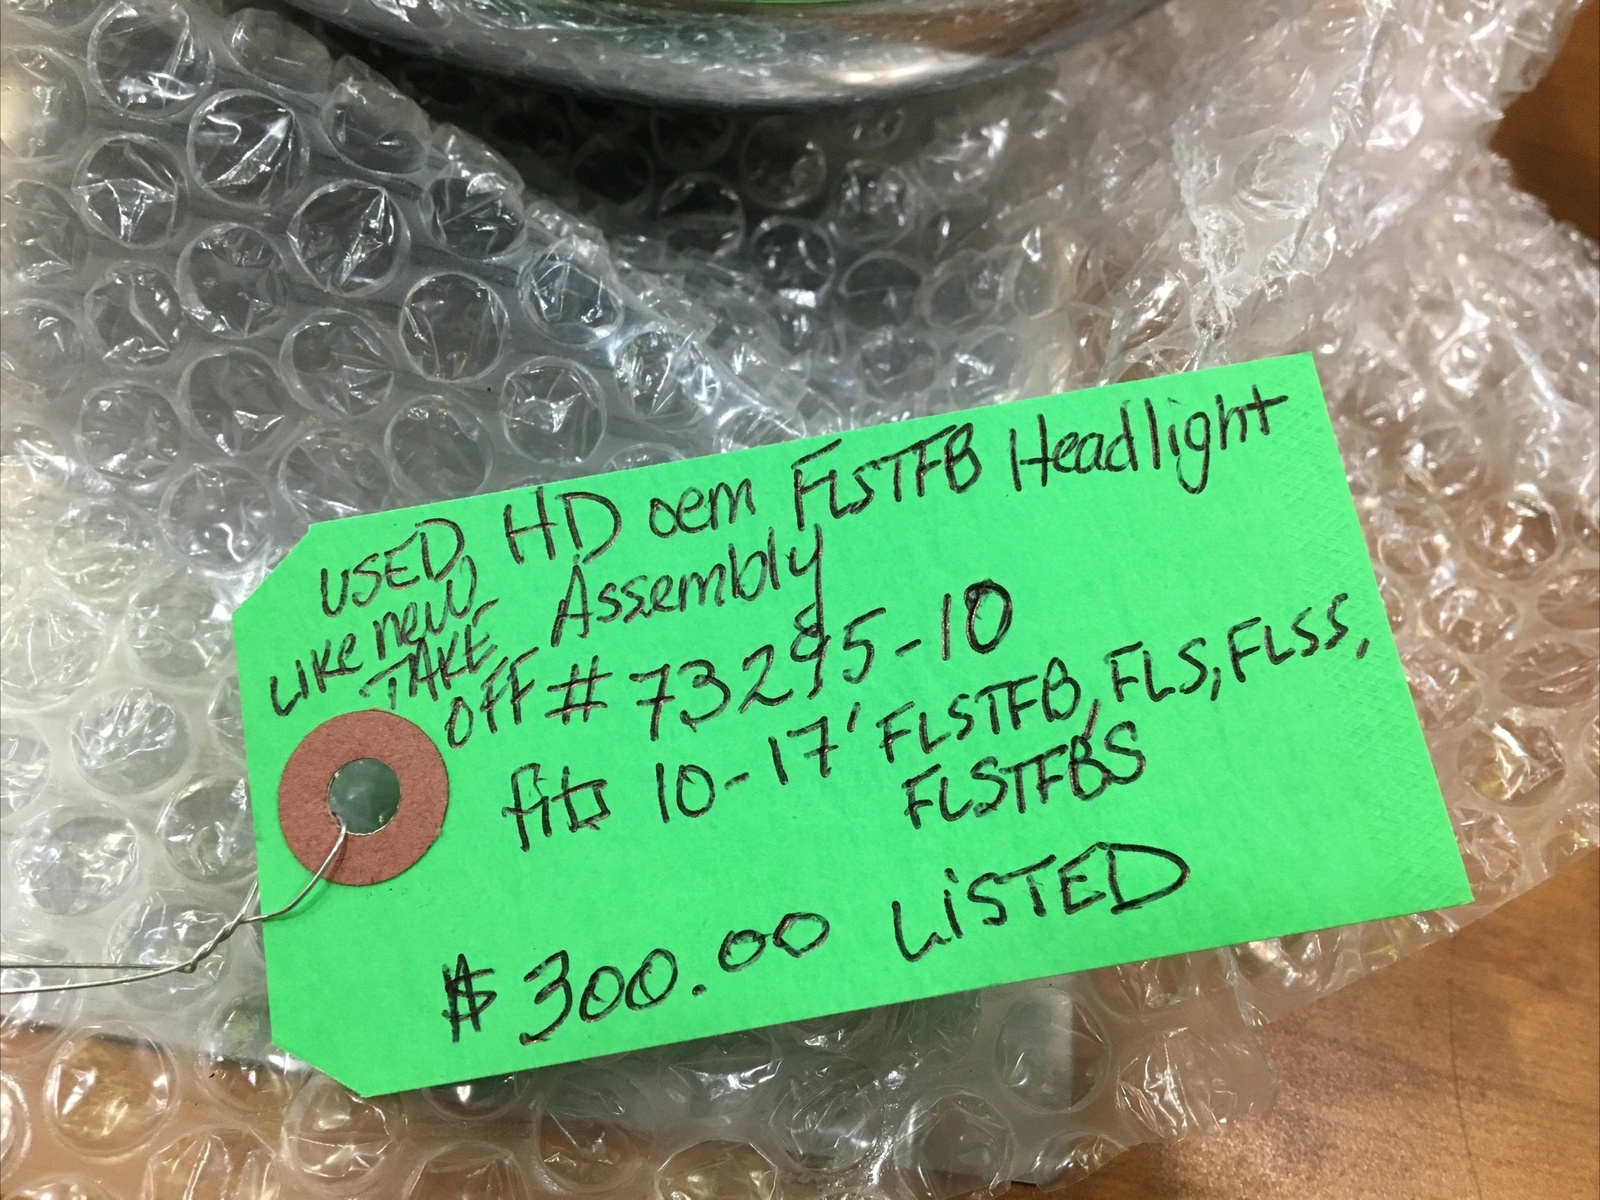 USED, HD oem FLSTFB Headlight
Like new Assembly
TAKE
OFF # 73295-10
fits 10-17' FLSTFB, FLS, FLSS,
FLSTFBS
$300.00 LiSTED